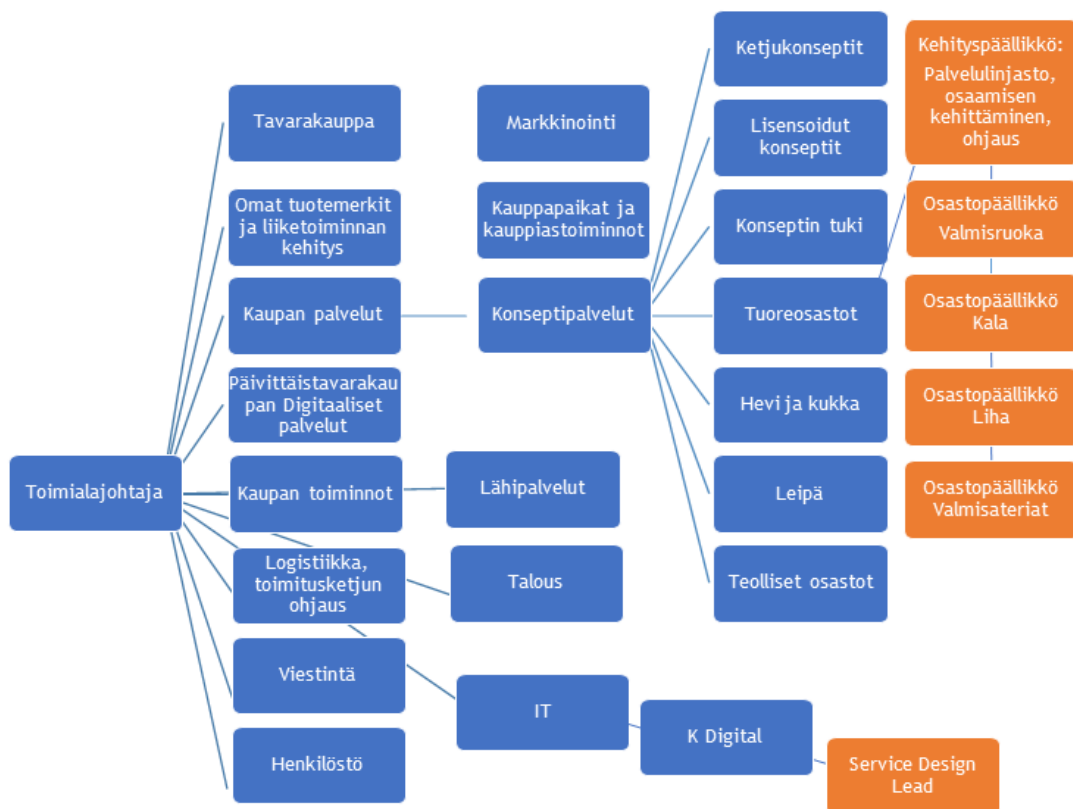 Ketjukonseptit
Kehityspäällikkö:
Palvelulinjasto,
osaamisen
kehittäminen,
ohjaus
Tavarakauppa
Markkinointi
Lisensoidut
konseptit
Omat tuotemerkit
ja liiketoiminnan
kehitys
Kauppapaikat ja
kauppiastoiminnot
Konseptin tuki
Osastopäällikkö
Valmisruoka
Kaupan palvelut
Konseptipalvelut
Tuoreosastot
Osastopäällikkö
Kala
Päivittäistavarakau
pan Digitaaliset
palvelut
Hevi ja kukka
Osastopäällikkö
Liha
Toimialajohtaja
Kaupan toiminnot
Lähipalvelut
Leipä
Osastopäällikkö
Valmisateriat
Logistiikka,
toimitusketjun
ohjaus
Talous
Teolliset osastot
Viestintä
IT
K Digital
Henkilöstö
Service Design
Lead